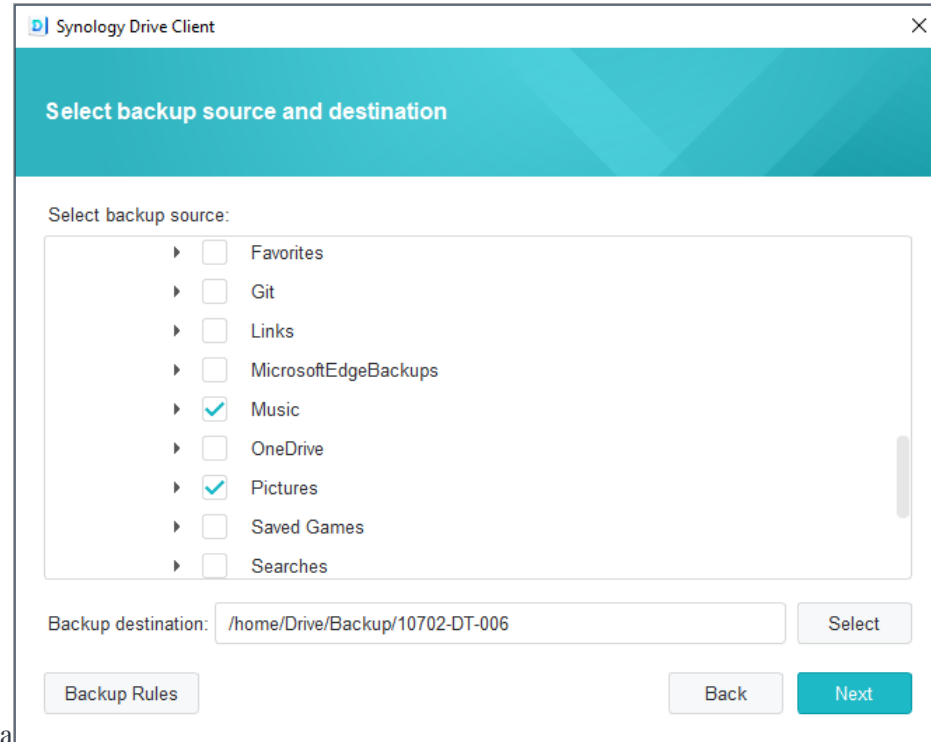 Synology Drive Client
Select backup source and destination
Select backup source:
Favorites
Git
Links
MicrosoftEdgeBackups
Music
OneDrive
Pictures
Saved Games
Searches
Backup destination: /home/Drive/Backup/10702-DT-006 Select
Backup Rules Back Next
a